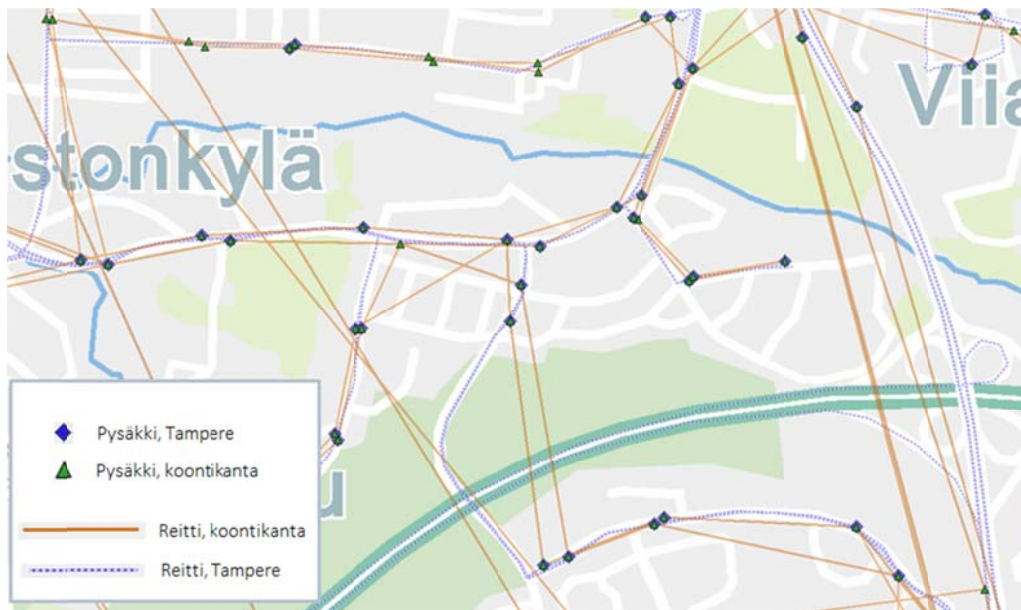 Viia
stonkylä
u
Pysäkki, Tampere
Pysäkki, koontikanta
Reitti, koontikanta
Reitti, Tampere